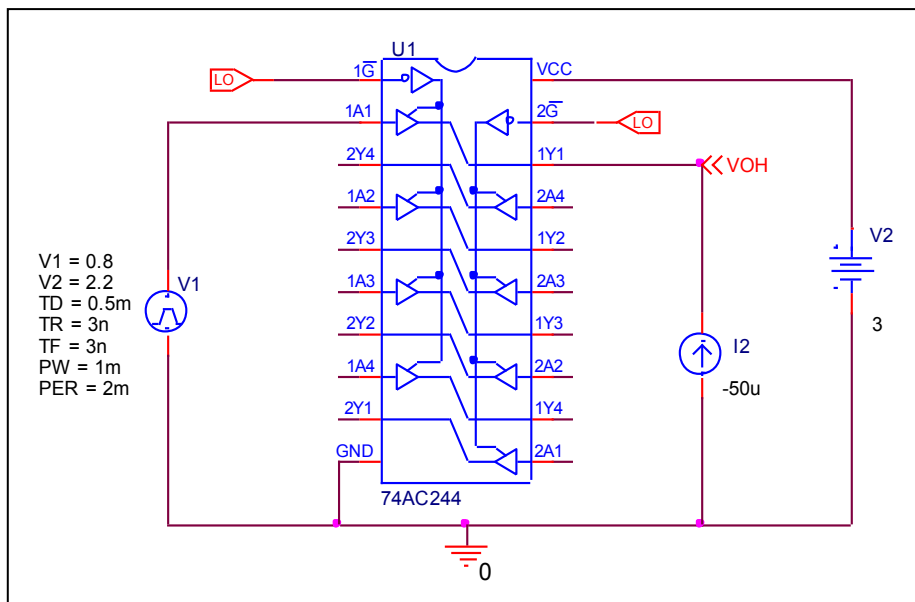 U1
LO
1G
VCC
1A1
2G
LO
2Y4
1Y1
VOH
1A2
2A4
2Y3
1Y2
V1 = 0.8
V2 = 2.2
TD = 0.5m
TR = 3n
TF = 3n
PW = 1m
PER = 2m
V1
1A3
2A3
V2
3
2Y2
1Y3
I2
-50u
1A4
2A2
2Y1
1Y4
GND
2A1
74AC244
0